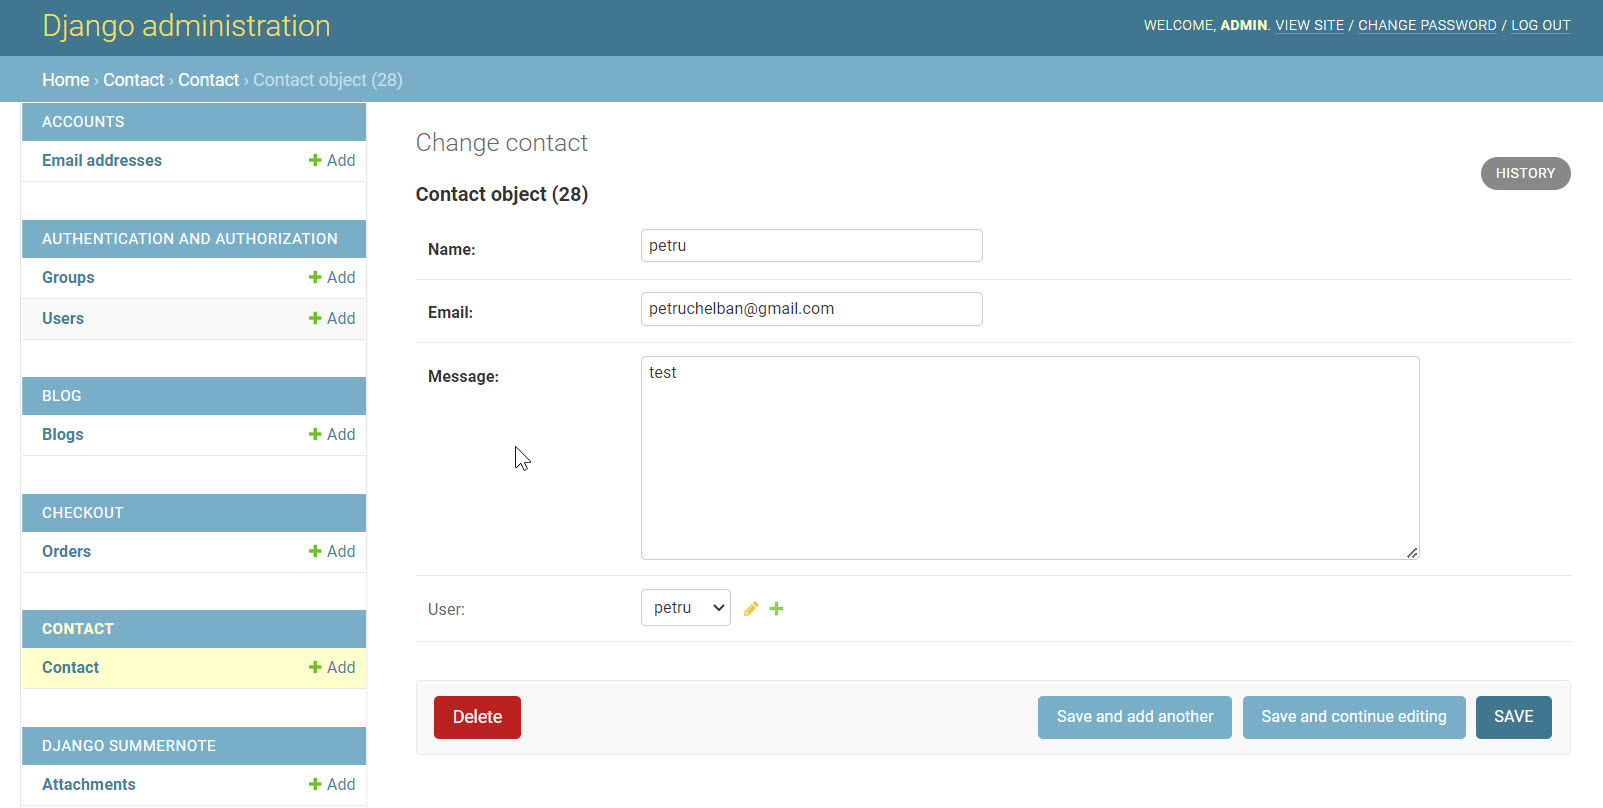 Django administration
WELCOME, ADMIN. VIEW SITE / CHANGE PASSWORD / LOG OUT
Home › Contact › Contact › Contact object (28)
ACCOUNTS
Email addresses Add
AUTHENTICATION AND AUTHORIZATION
Groups Add
Users Add
BLOG
Blogs Add
CHECKOUT
Orders Add
CONTACT
Contact Add
DJANGO SUMMERNOTE
Attachments Add
Change contact
HISTORY
Contact object (28)
Name: petru
Email: petruchelban@gmail.com
Message: test
User: petru
Delete Save and add another Save and continue editing SAVE